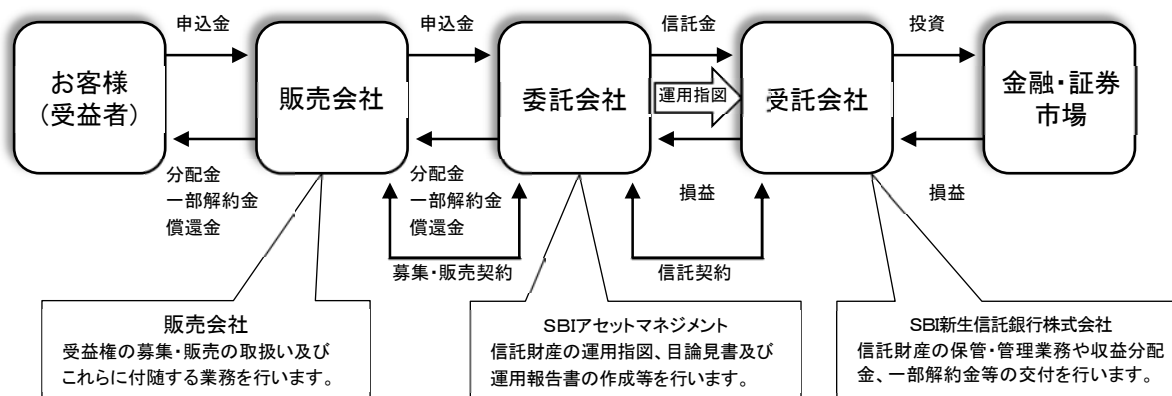 申込金
申込金
信託金
投資
お客様
（受益者）
販売会社
委託会社
運用指図
受託会社
金融・証券
市場
分配金
一部解約金
償還金
分配金
一部解約金
償還金
損益
損益
募集・販売契約
信託契約
販売会社
受益権の募集・販売の取扱い及び
これらに付随する業務を行います。
SBIアセットマネジメント
信託財産の運用指図、目論見書及び
運用報告書の作成等を行います。
SBI新生信託銀行株式会社
信託財産の保管・管理業務や収益分配
金、一部解約金等の交付を行います。